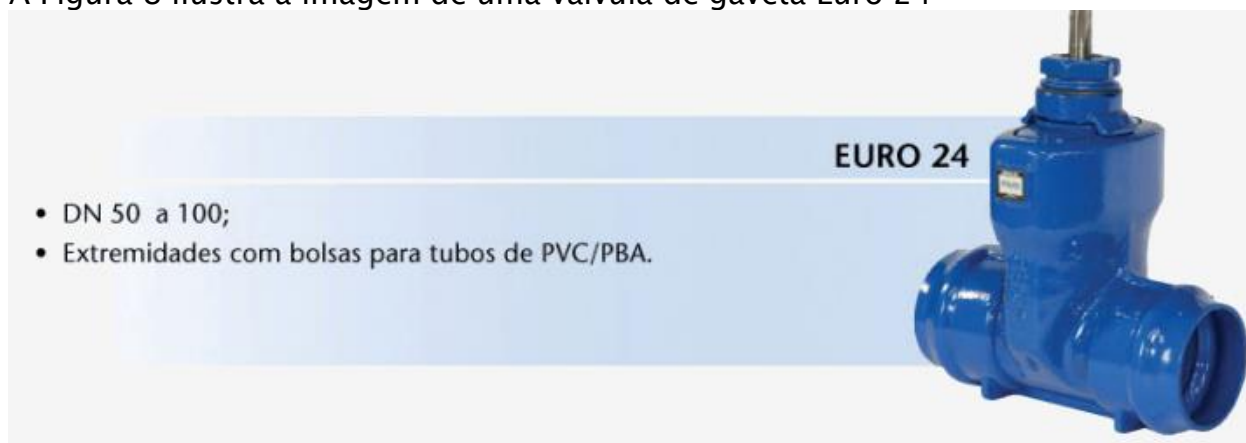 A Figura 8 ilustra a imagem de uma válvula de gaveta Euro 24
EURO 24
• DN 50 a 100;
• Extremidades com bolsas para tubos de PVC/PBA.